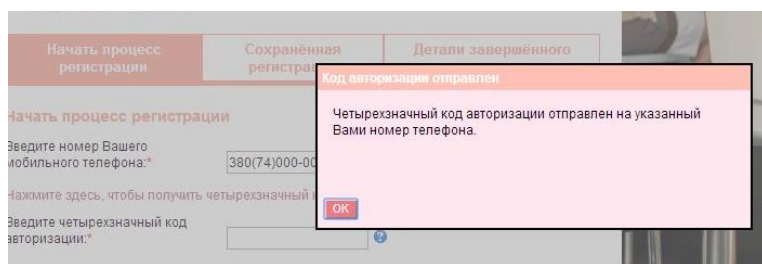 Начать процесс регистрации
Сохранённая
Детали завершённого
Код авторизации отправлен
Четырехзначный код авторизации отправлен на указанный
Вами номер телефона.
OK
Начать процесс регистрации
Введите номер Вашего
мобильного телефона:*
380(74)000-00
Нажмите здесь, чтобы получить четырехзначный
Введите четырехзначный код
авторизации:*